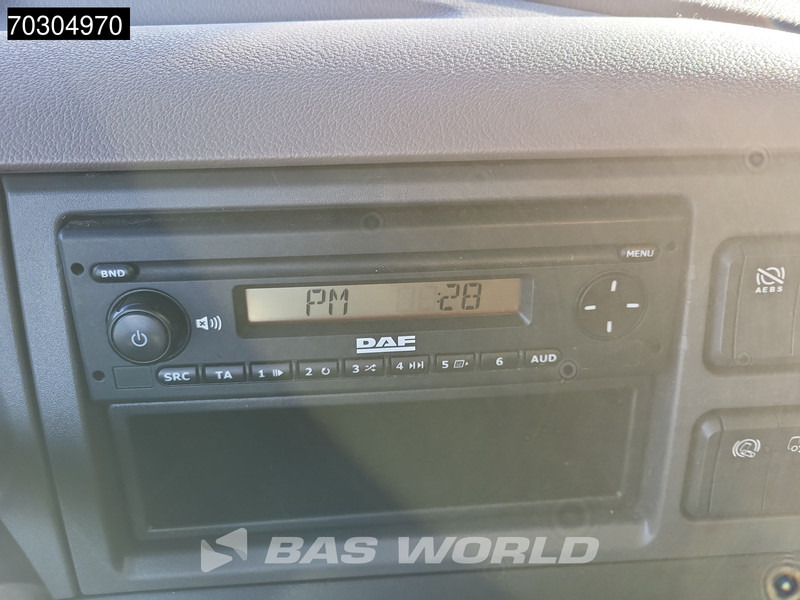 70304970
BND
MENU
PM :28
AEBS
DAF
SRC TA 1 2 3 4 5 6 AUD
BAS WORLD